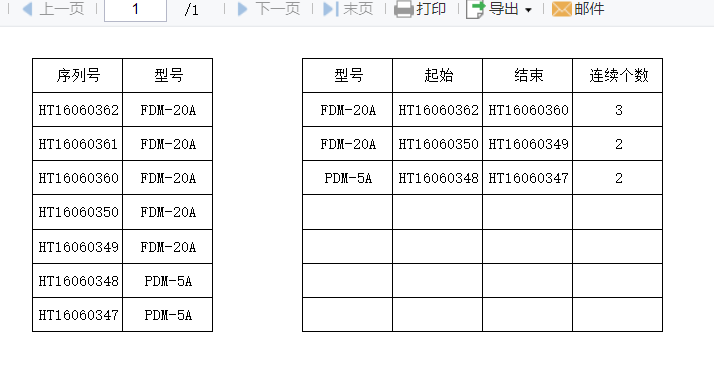 上一页 1 /1 下一页 末页 打印 导出 邮件
序列号 型号
HT16060362 FDM-20A
HT16060361 FDM-20A
HT16060360 FDM-20A
HT16060350 FDM-20A
HT16060349 FDM-20A
HT16060348 PDM-5A
HT16060347 PDM-5A
型号 起始 结束 连续个数
FDM-20A HT16060362 HT16060360 3
FDM-20A HT16060350 HT16060349 2
PDM-5A HT16060348 HT16060347 2